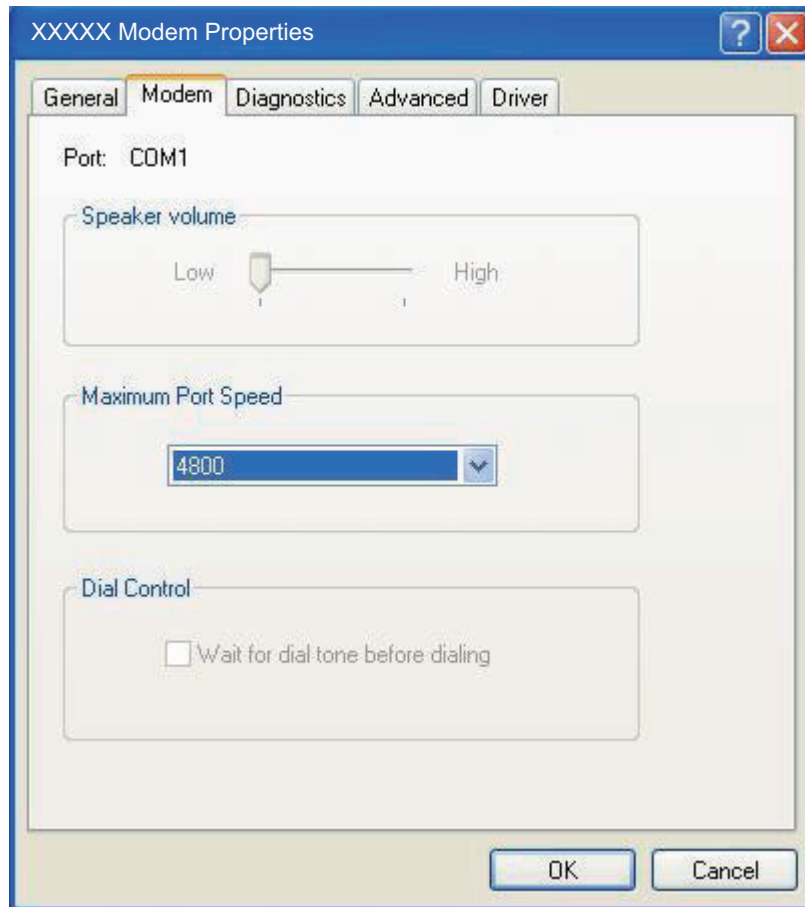 XXXXX Modem Properties
?
General Modem Diagnostics Advanced Driver
Port: COM1
Speaker volume
Low High
Maximum Port Speed
4800
Dial Control
Wait for dial tone before dialing
OK Cancel